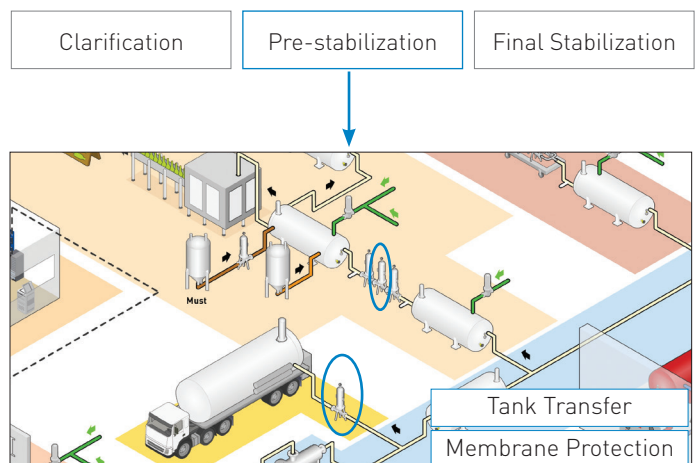 Clarification
Pre-stabilization
Final Stabilization
Must
Tank Transfer
Membrane Protection